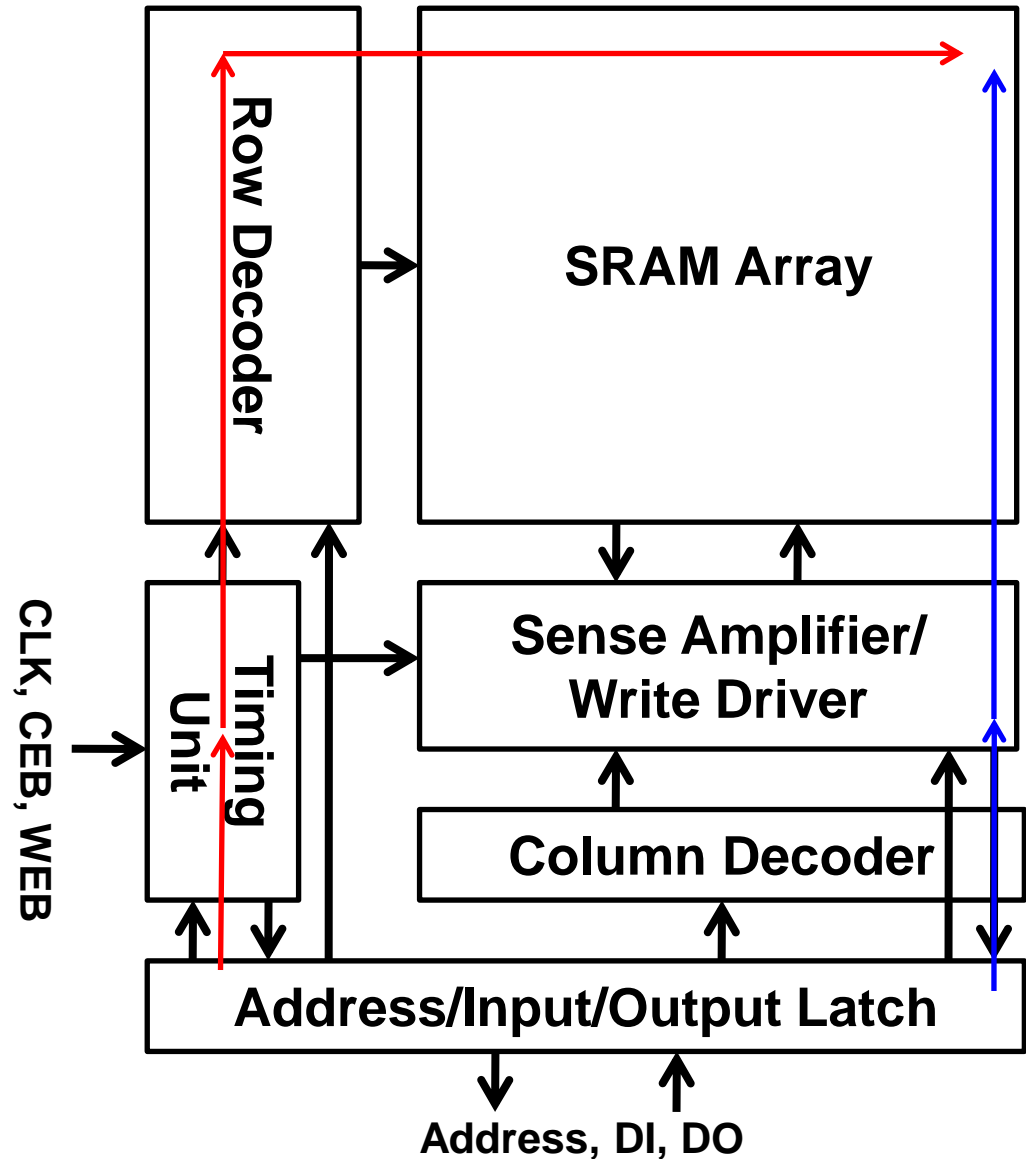 Row Decoder
SRAM Array
CLK, CEB, WEB
Timing
Unit
Sense Amplifier/
Write Driver
Column Decoder
Address/Input/Output Latch
Address, DI, DO